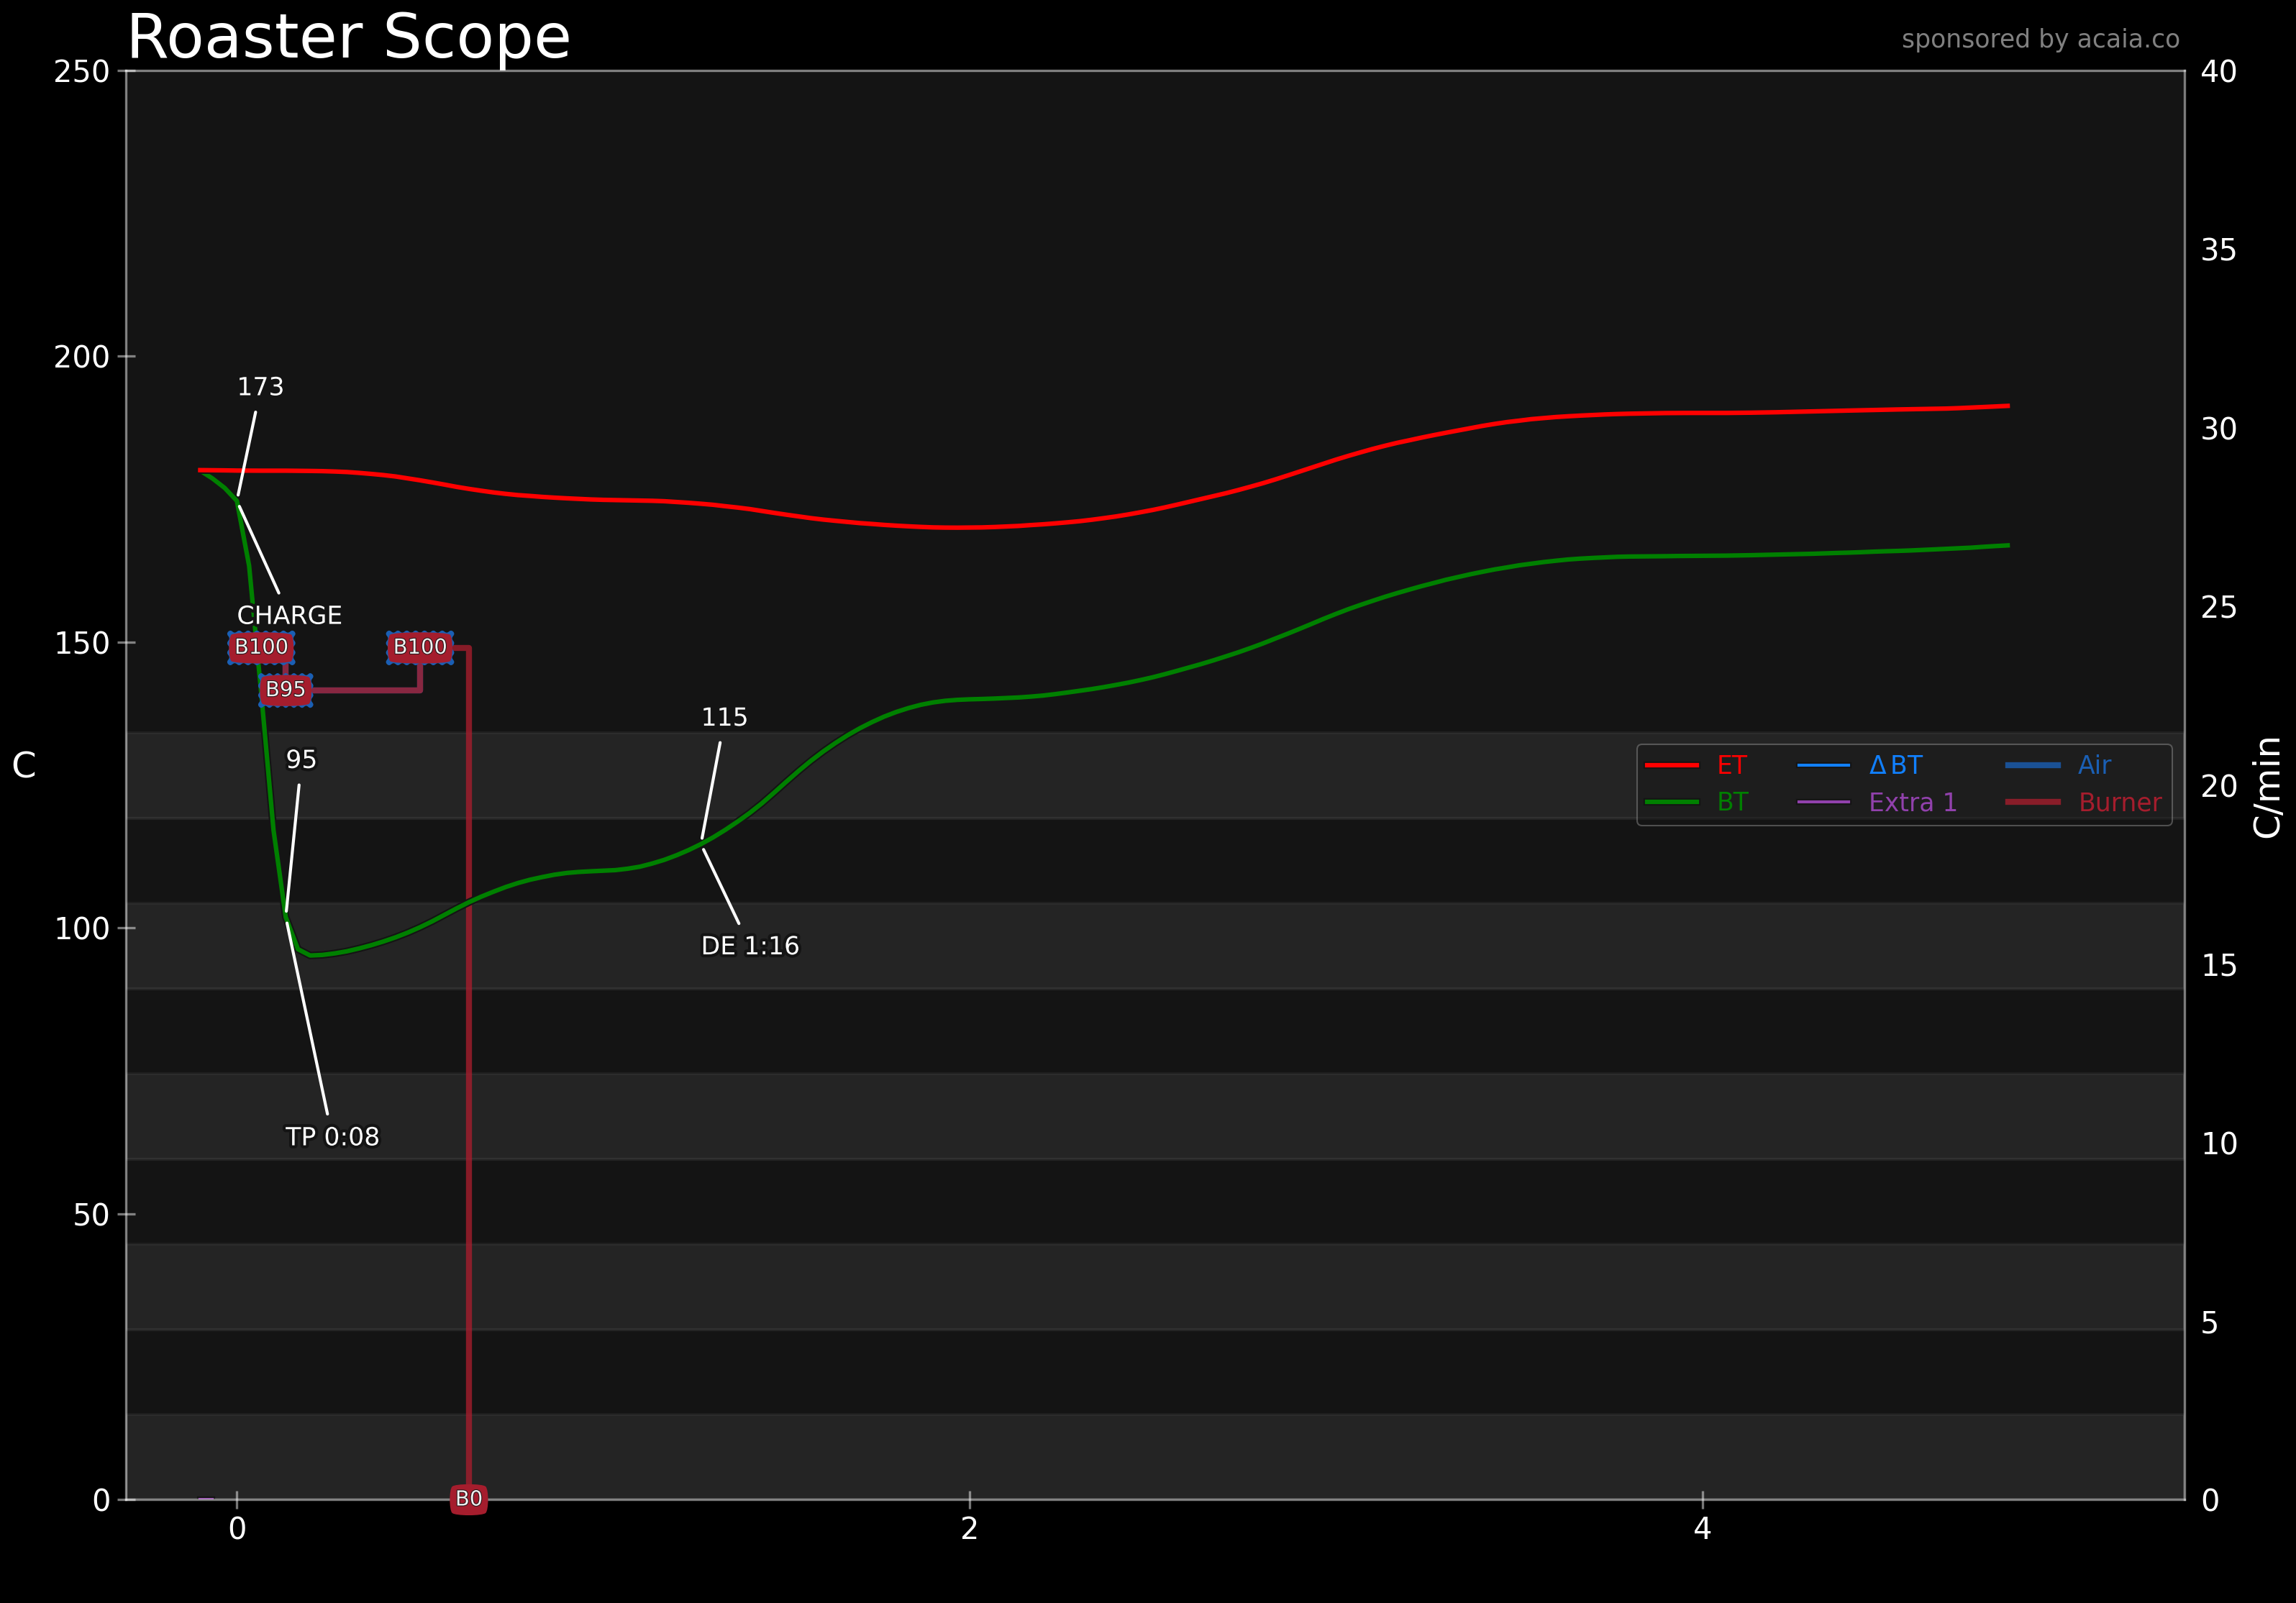 Roaster Scope
sponsored by acaia.co
250
200
150
100
50
0
C
40
35
30
25
20
15
10
5
0
C/min
0
2
4
173
CHARGE
B100
B100
B95
95
TP 0:08
115
DE 1:16
B0
ET
ΔBT
Air
BT
Extra 1
Burner